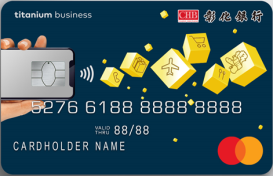 titanium business
CHB 彰化銀行
5276 6188 8888 8888
VALID THRU 88/88
CARDHOLDER NAME